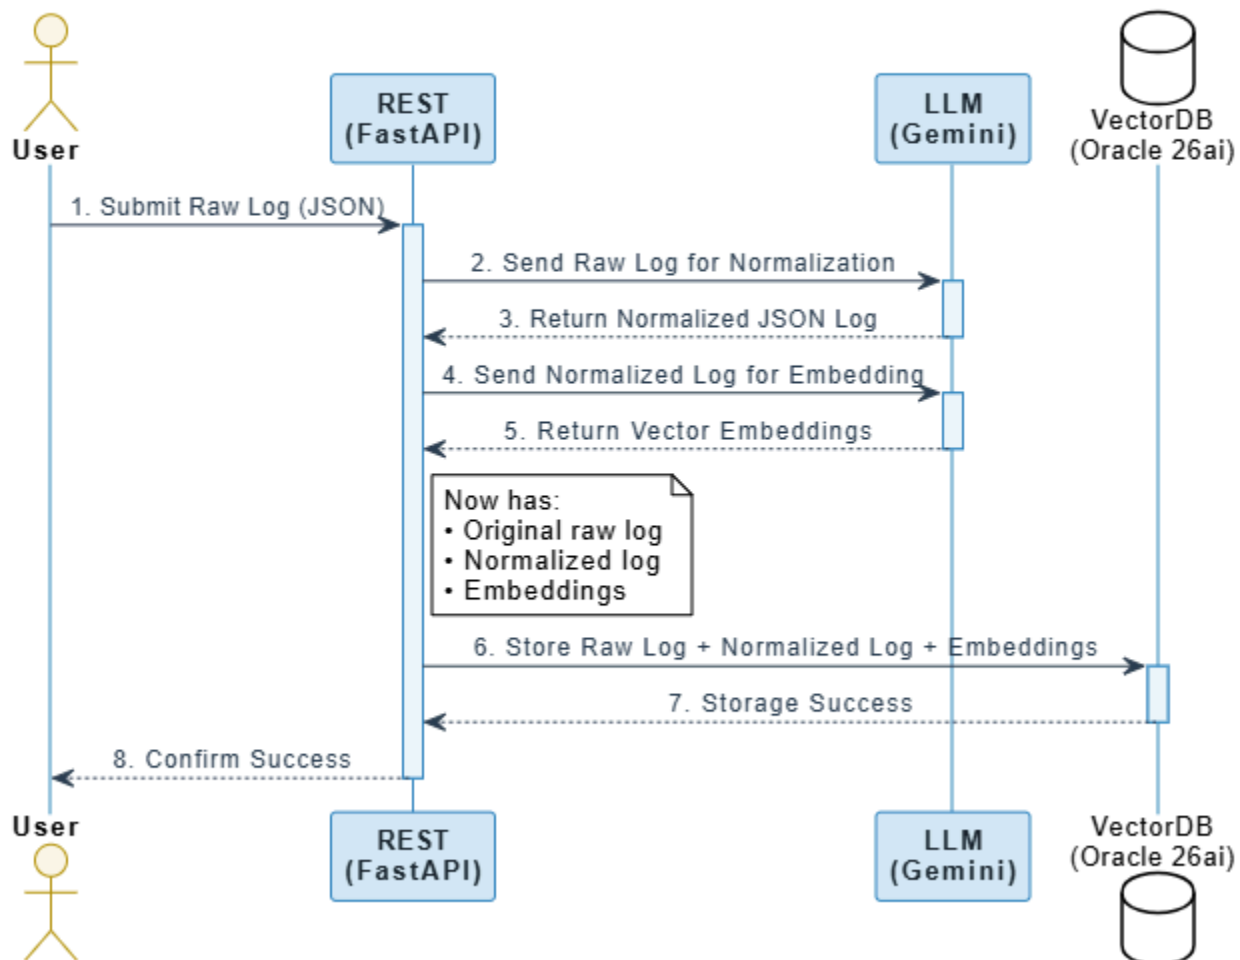 User
REST
(FastAPI)
LLM
(Gemini)
VectorDB
(Oracle 26ai)
1. Submit Raw Log (JSON)
2. Send Raw Log for Normalization
3. Return Normalized JSON Log
4. Send Normalized Log for Embedding
5. Return Vector Embeddings
Now has:
• Original raw log
• Normalized log
• Embeddings
6. Store Raw Log + Normalized Log + Embeddings
7. Storage Success
8. Confirm Success
User
REST
(FastAPI)
LLM
(Gemini)
VectorDB
(Oracle 26ai)